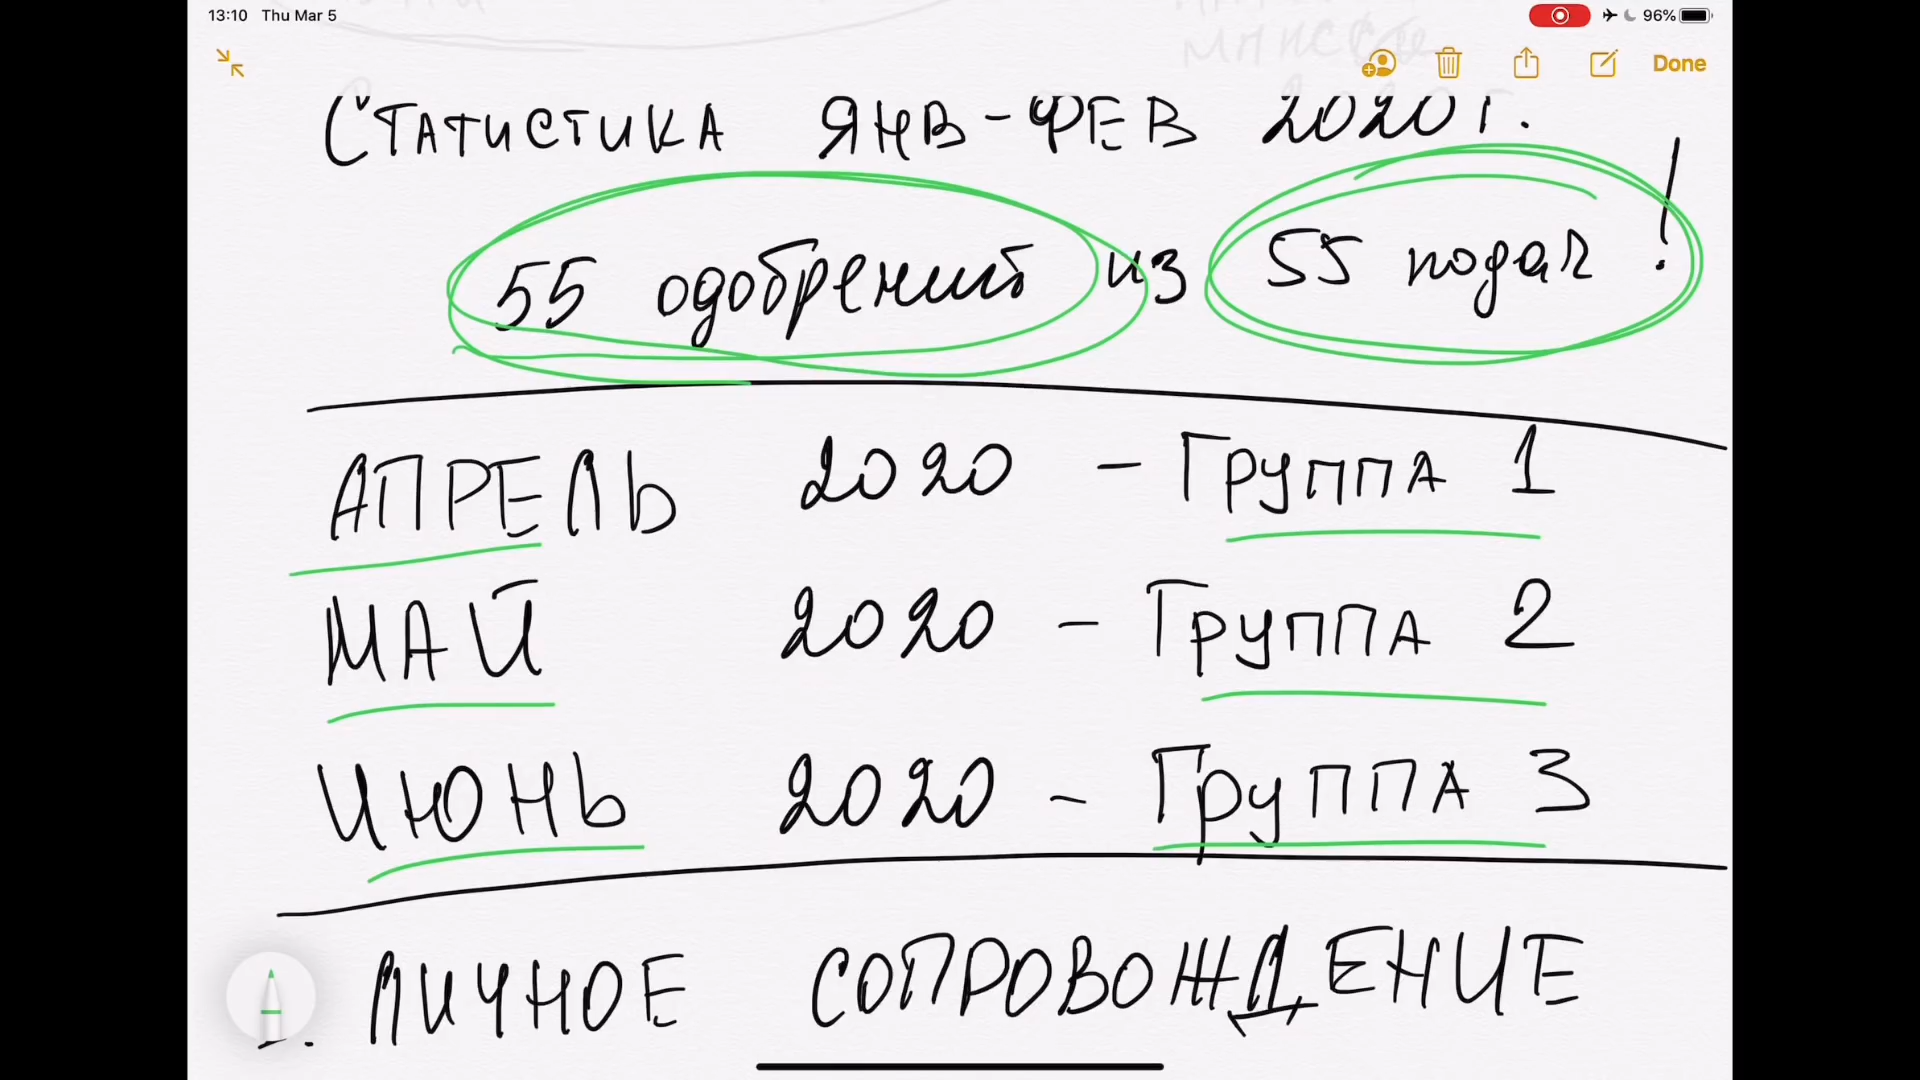 13:10 Thu Mar 5 96%
Done
СТАТИСТИКА ЯНВ-ФЕВ 2020 Г.
55 одобрений из 55 подач!
АПРЕЛЬ 2020 - Группа 1
МАЙ 2020 - Группа 2
ИЮНЬ 2020 - Группа 3
ЛИЧНОЕ СОПРОВОЖДЕНИЕ